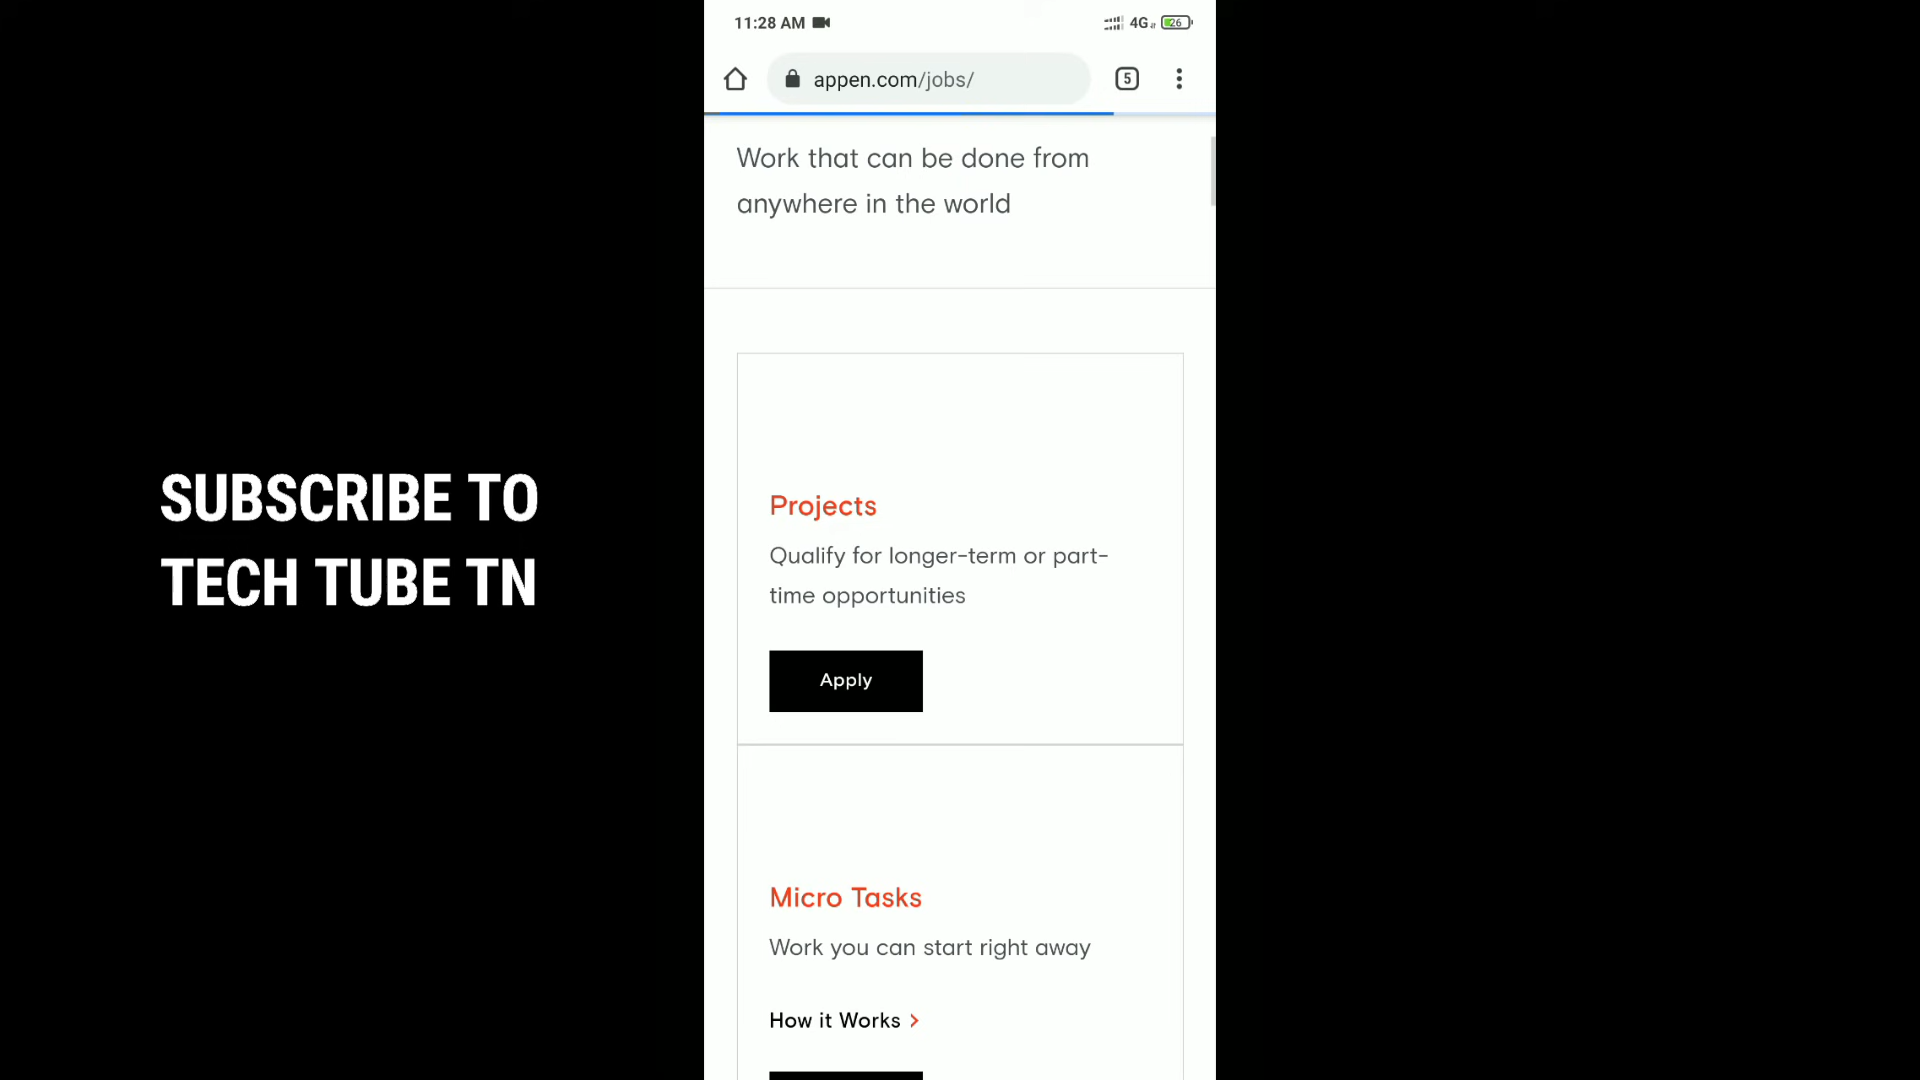 11:28 AM
4G
26
appen.com/jobs/
5
Work that can be done from
anywhere in the world
Projects
Qualify for longer-term or part-
time opportunities
Apply
SUBSCRIBE TO
TECH TUBE TN
Micro Tasks
Work you can start right away
How it Works >